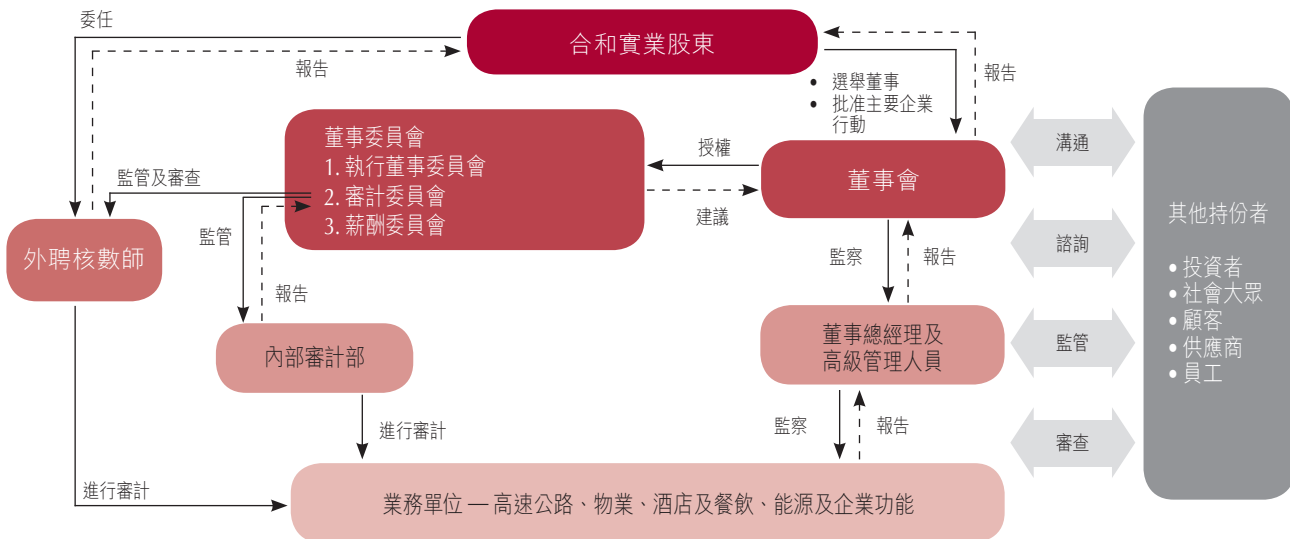 委任
合和實業股東
報告
報告
• 選舉董事
• 批准主要企業
行動
董事委員會
1. 執行董事委員會
2. 審計委員會
3. 薪酬委員會
授權
建議
董事會
溝通
其他持份者
• 投資者
• 社會大眾
• 顧客
• 供應商
• 員工
監管及審查
外聘核數師
監管
報告
監察
報告
諮詢
內部審計部
董事總經理及
高級管理人員
監管
進行審計
監察
報告
審查
進行審計
業務單位 — 高速公路、物業、酒店及餐飲、能源及企業功能